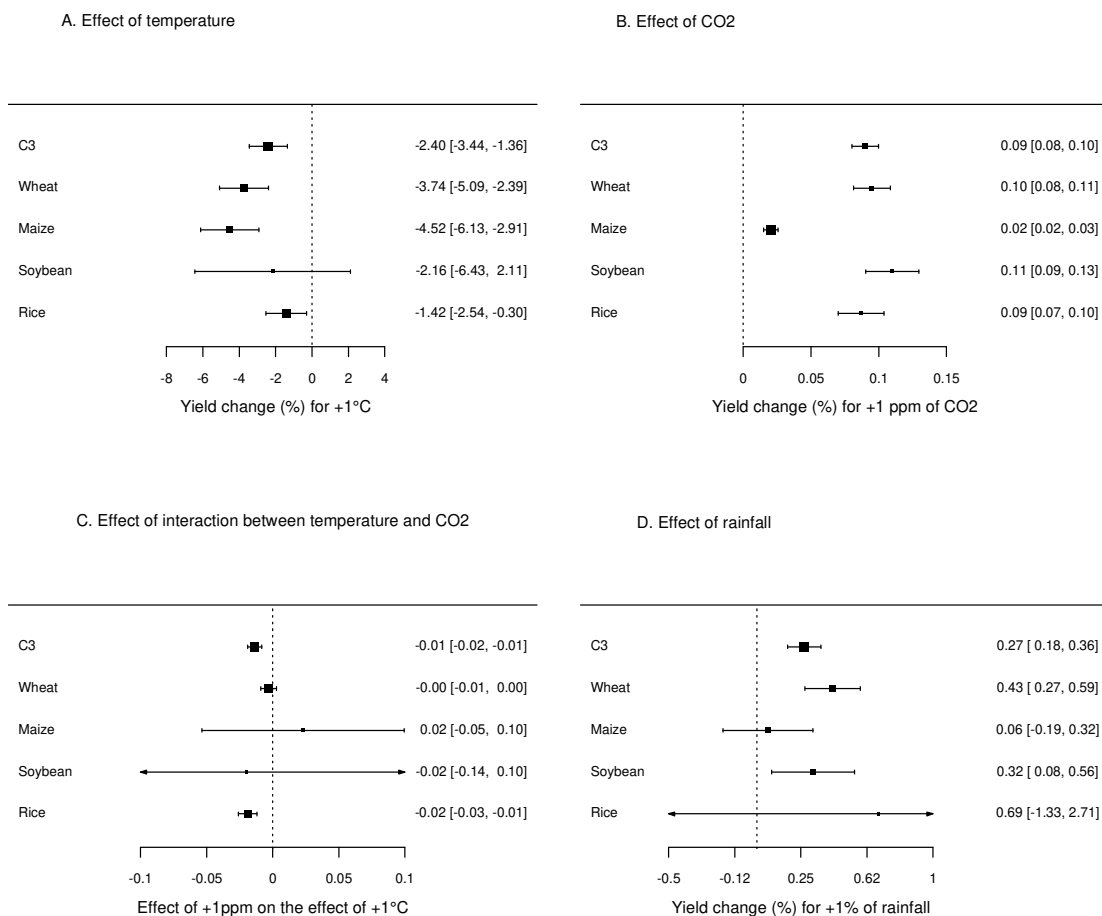 A. Effect of temperature
C3 -2.40 [-3.44, -1.36]
Wheat -3.74 [-5.09, -2.39]
Maize -4.52 [-6.13, -2.91]
Soybean -2.16 [-6.43, 2.11]
Rice -1.42 [-2.54, -0.30]
-8 -6 -4 -2 0 2 4
Yield change (%) for +1°C
B. Effect of CO2
C3 0.09 [0.08, 0.10]
Wheat 0.10 [0.08, 0.11]
Maize 0.02 [0.02, 0.03]
Soybean 0.11 [0.09, 0.13]
Rice 0.09 [0.07, 0.10]
0 0.05 0.1 0.15
Yield change (%) for +1 ppm of CO2
C. Effect of interaction between temperature and CO2
C3 -0.01 [-0.02, -0.01]
Wheat -0.00 [-0.01, 0.00]
Maize 0.02 [-0.05, 0.10]
Soybean -0.02 [-0.14, 0.10]
Rice -0.02 [-0.03, -0.01]
-0.1 -0.05 0 0.05 0.1
Effect of +1ppm on the effect of +1°C
D. Effect of rainfall
C3 0.27 [ 0.18, 0.36]
Wheat 0.43 [ 0.27, 0.59]
Maize 0.06 [-0.19, 0.32]
Soybean 0.32 [ 0.08, 0.56]
Rice 0.69 [-1.33, 2.71]
-0.5 -0.12 0.25 0.62 1
Yield change (%) for +1% of rainfall